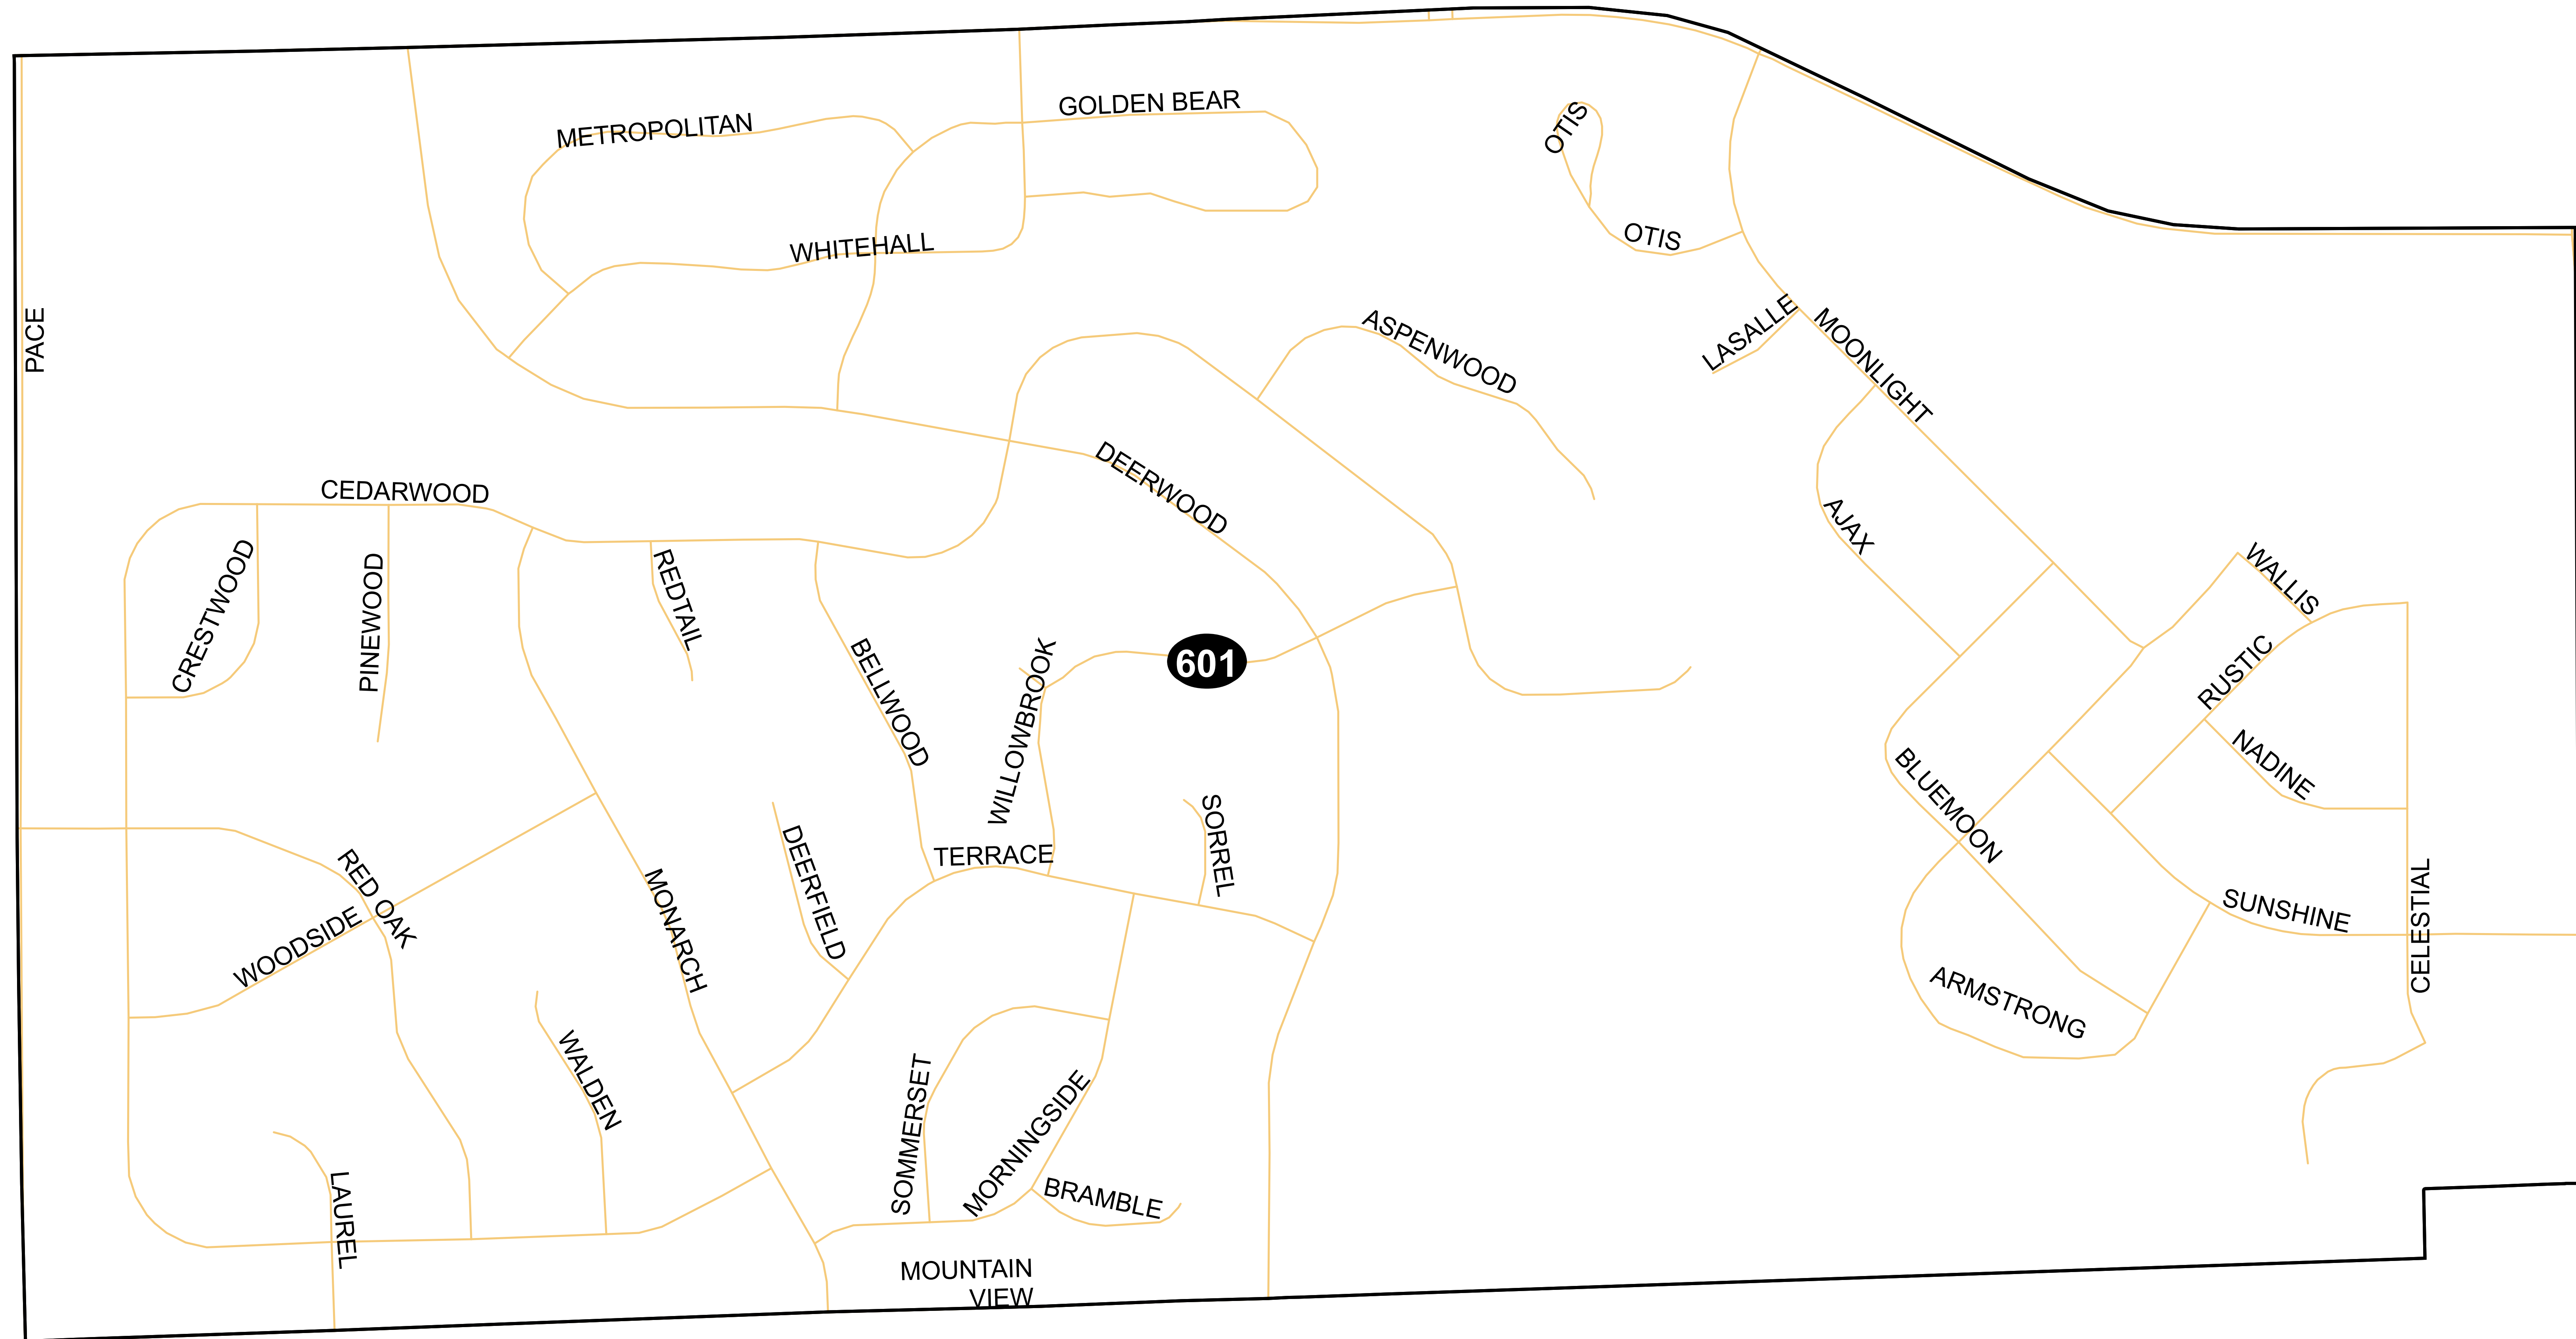 GOLDEN BEAR
METROPOLITAN
OTIS
OTIS
WHITEHALL
PACE
LASALLE
MOONLIGHT
ASPENWOOD
DEERWOOD
CEDARWOOD
AJAX
CRESTWOOD
PINEWOOD
REDTAIL
WALLIS
RUSTIC
BELLWOOD
WILLOWBROOK
601
NADINE
BLUEMOON
SORREL
TERRACE
DEERFIELD
RED OAK
WOODSIDE
MONARCH
SUNSHINE
CELESTIAL
ARMSTRONG
WALDEN
SOMMERSET
MORNINGSIDE
BRAMBLE
LAUREL
MOUNTAIN
VIEW